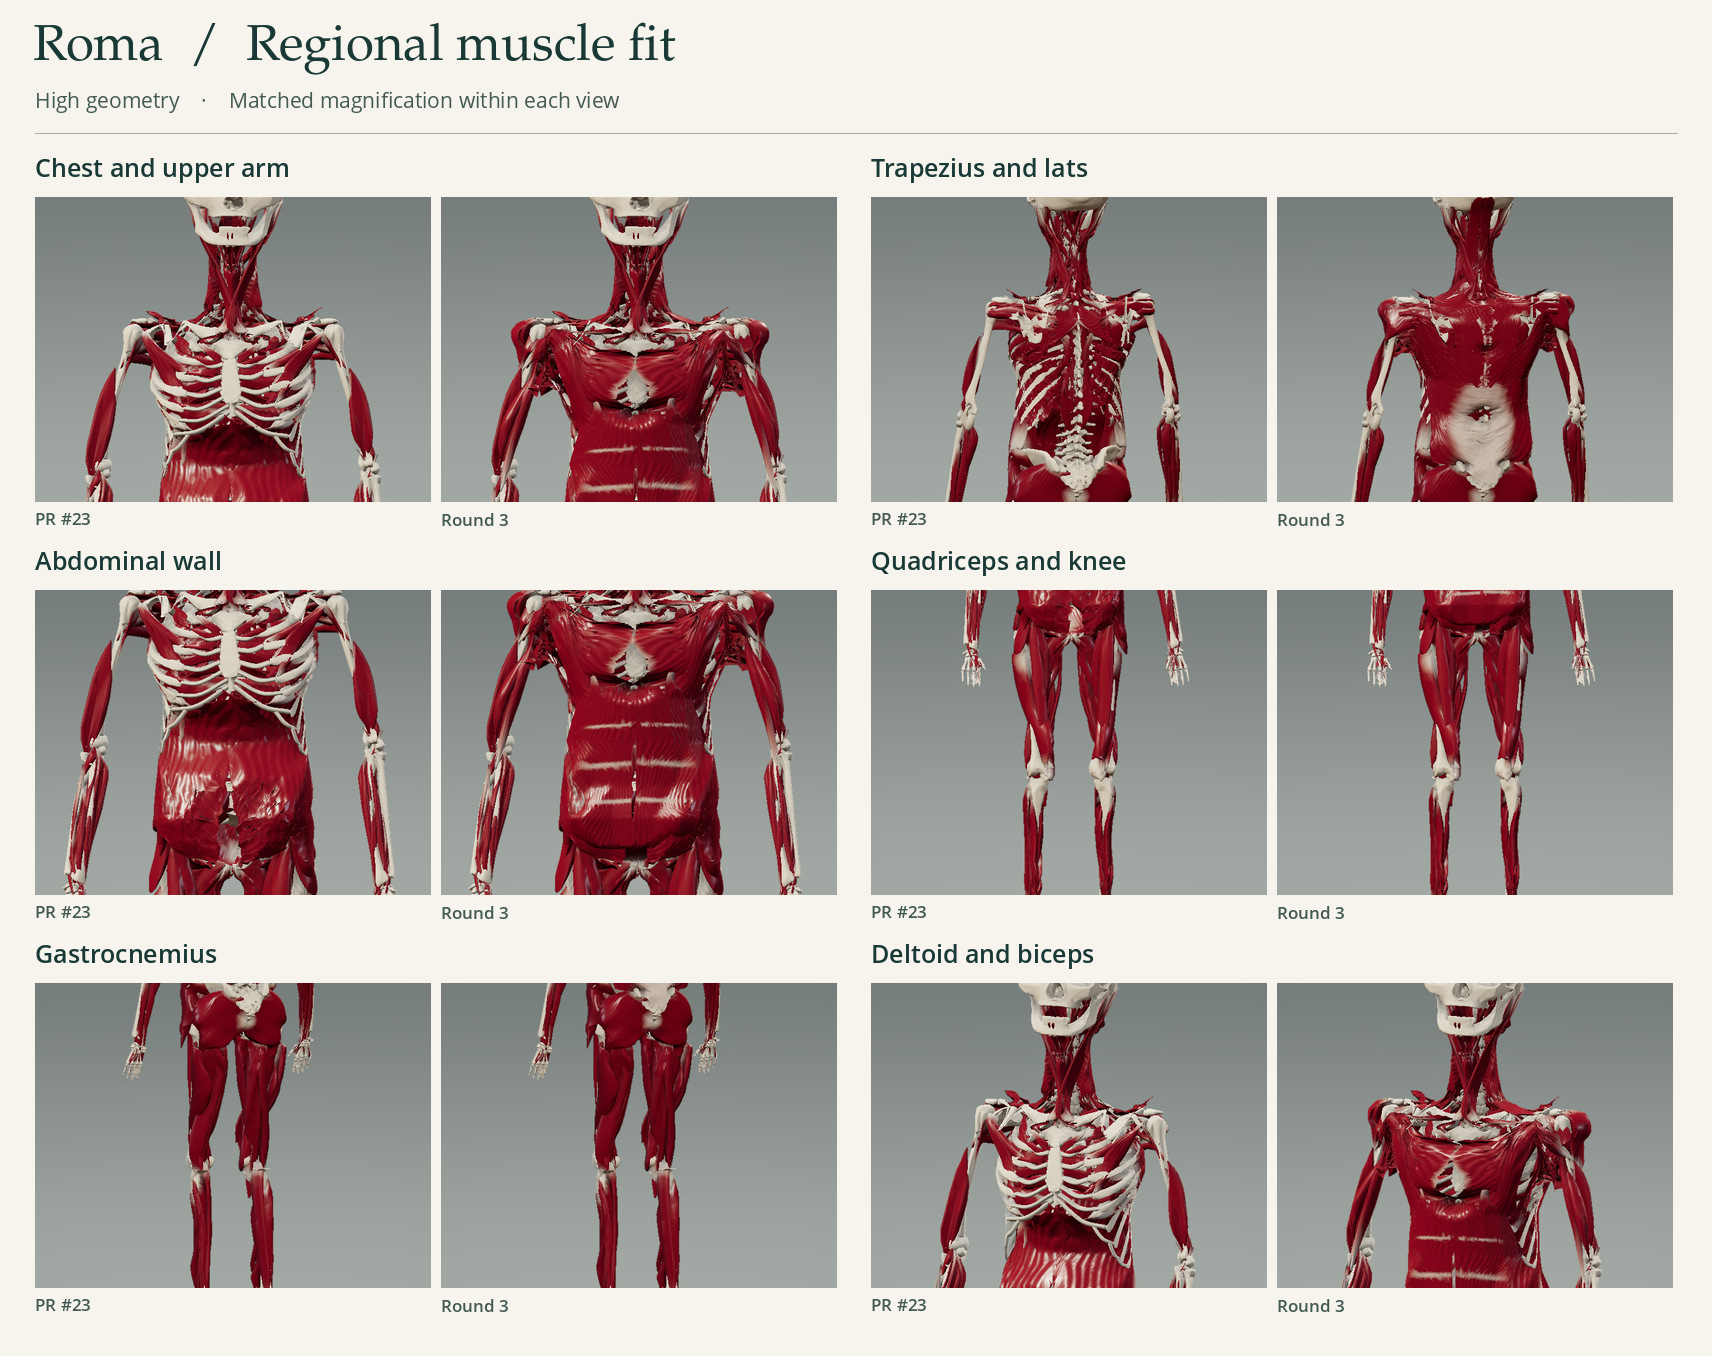 Roma / Regional muscle fit
High geometry · Matched magnification within each view
Chest and upper arm
PR #23
Round 3
Trapezius and lats
PR #23
Round 3
Abdominal wall
PR #23
Round 3
Quadriceps and knee
PR #23
Round 3
Gastrocnemius
PR #23
Round 3
Deltoid and biceps
PR #23
Round 3